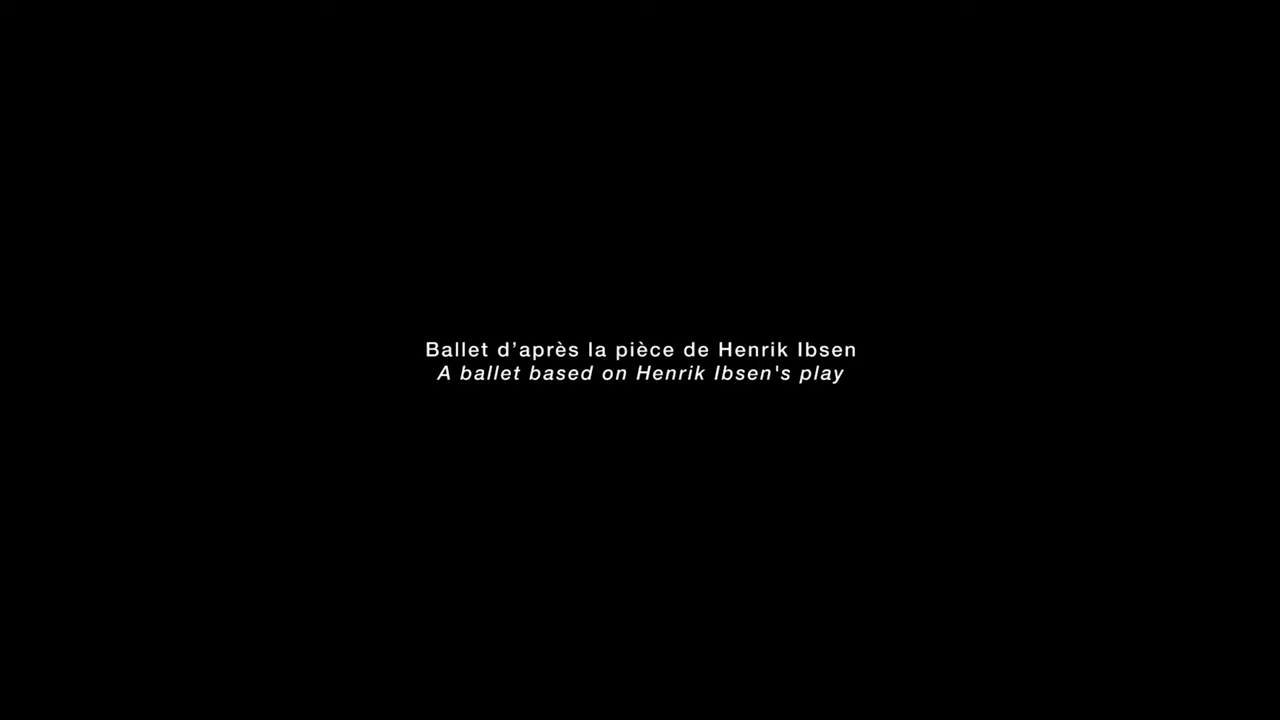 Ballet d’après la pièce de Henrik Ibsen
A ballet based on Henrik Ibsen's play